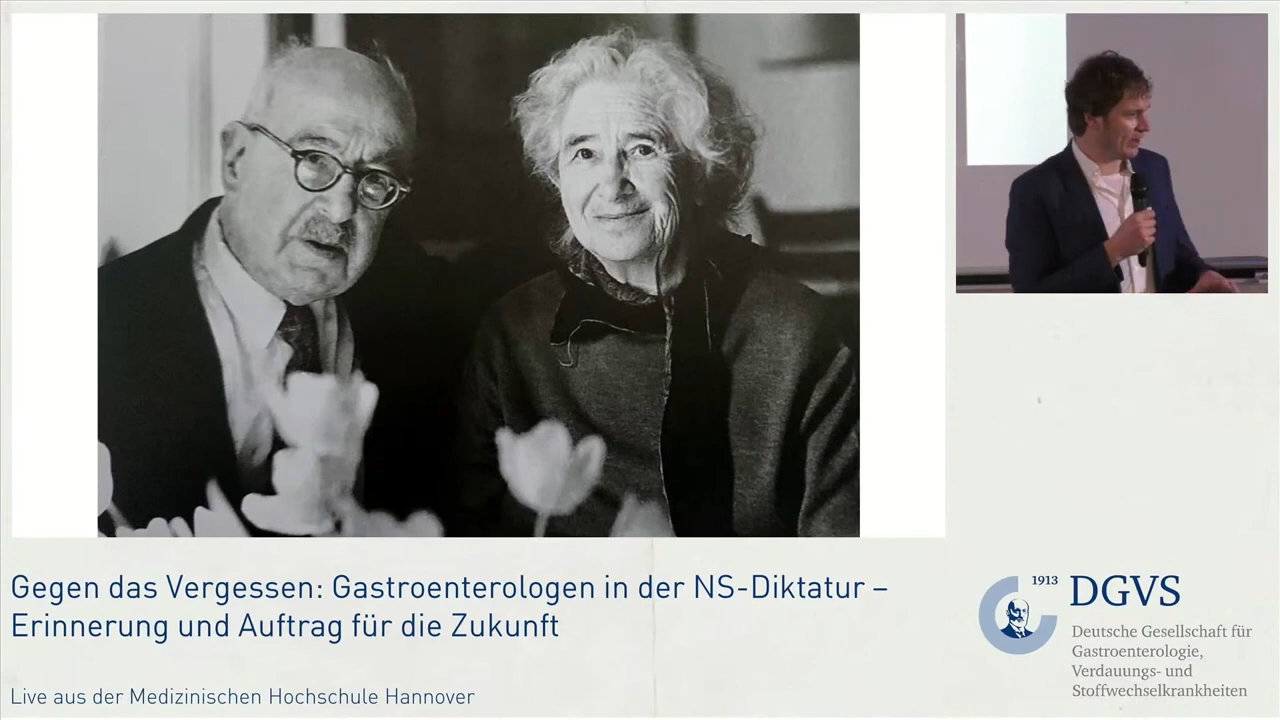 Gegen das Vergessen: Gastroenterologen in der NS-Diktatur –
Erinnerung und Auftrag für die Zukunft
Live aus der Medizinischen Hochschule Hannover
1913 DGVS
Deutsche Gesellschaft für
Gastroenterologie,
Verdauungs- und
Stoffwechselkrankheiten